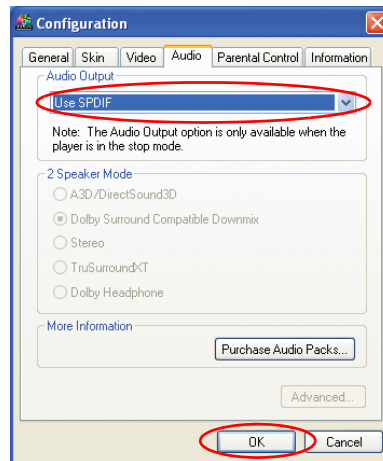 Configuration
General Skin Video Audio Parental Control Information
Audio Output
Use SPDIF
Note: The Audio Output option is only available when the
player is in the stop mode.
2 Speaker Mode
A3D/DirectSound3D
Dolby Surround Compatible Downmix
Stereo
TruSurroundXT
Dolby Headphone
More Information
Purchase Audio Packs...
Advanced...
OK Cancel